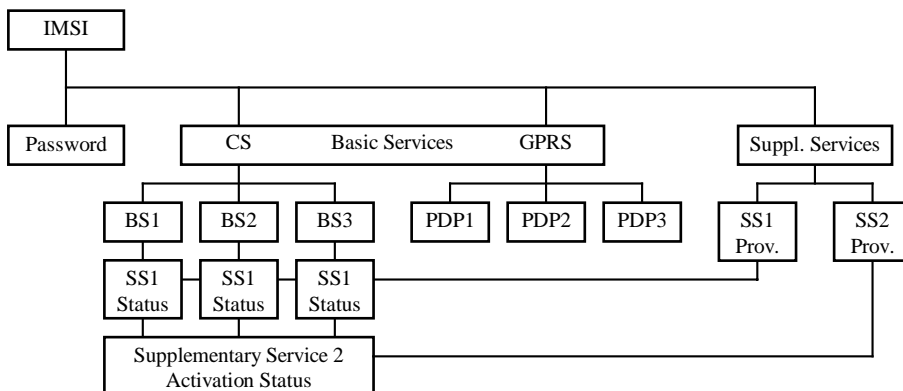 IMSI
Password
CS Basic Services GPRS
Suppl. Services
BS1 BS2 BS3
PDP1 PDP2 PDP3
SS1
Prov.
SS2
Prov.
SS1
Status
SS1
Status
SS1
Status
Supplementary Service 2
Activation Status